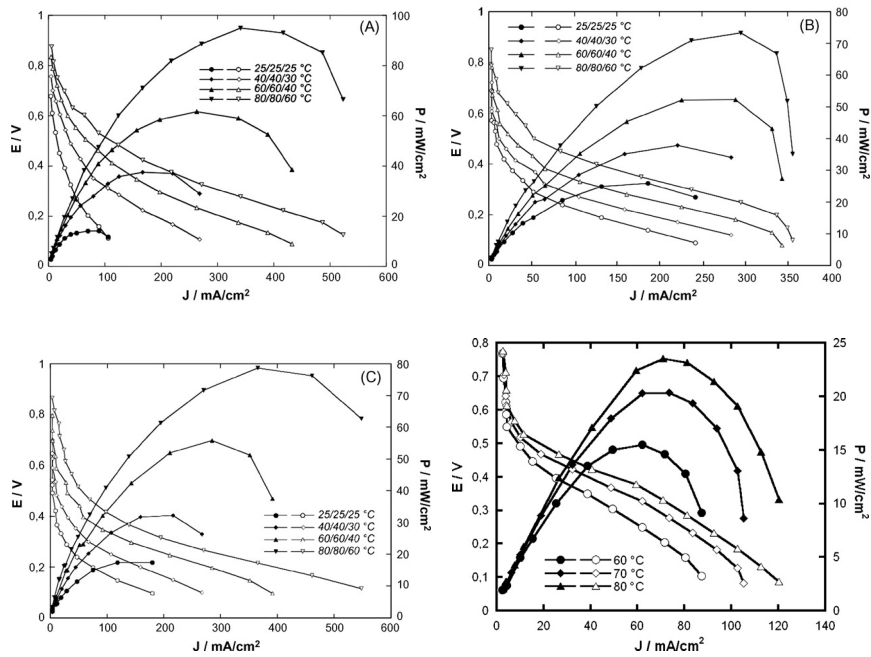 (A)
25/25/25 °C
40/40/30 °C
60/60/40 °C
80/80/60 °C
E / V
P / mW/cm²
J / mA/cm²
1
0,8
0,6
0,4
0,2
0
100
80
60
40
20
0
0 100 200 300 400 500 600
(B)
25/25/25 °C
40/40/30 °C
60/60/40 °C
80/80/60 °C
E / V
P / mW/cm²
J / mA/cm²
1
0,8
0,6
0,4
0,2
0
80
70
60
50
40
30
20
10
0
0 50 100 150 200 250 300 350 400
(C)
25/25/25 °C
40/40/30 °C
60/60/40 °C
80/80/60 °C
E / V
P / mW/cm²
J / mA/cm²
1
0,8
0,6
0,4
0,2
0
80
70
60
50
40
30
20
10
0
0 100 200 300 400 500 600
60 °C
70 °C
80 °C
E / V
P / mW/cm²
J / mA/cm²
0,8
0,7
0,6
0,5
0,4
0,3
0,2
0,1
0
25
20
15
10
5
0
0 20 40 60 80 100 120 140